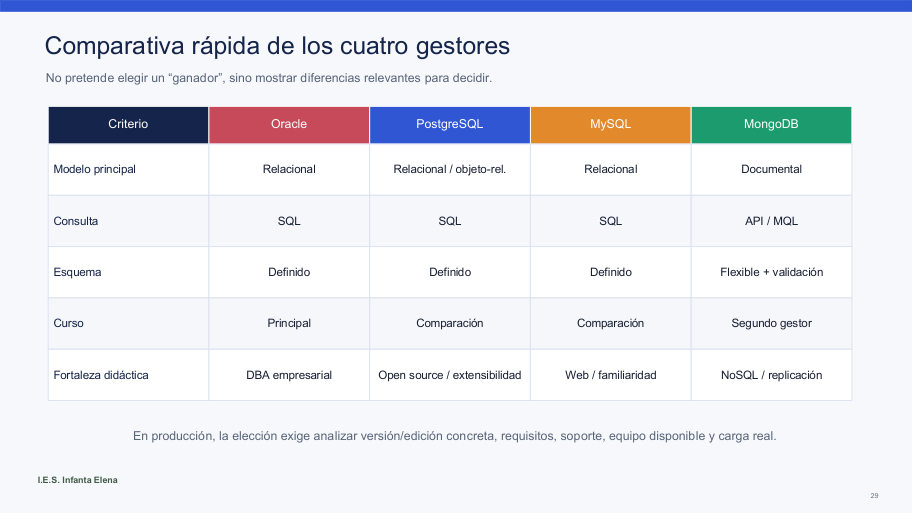 Comparativa rápida de los cuatro gestores
No pretende elegir un “ganador”, sino mostrar diferencias relevantes para decidir.
Criterio Oracle PostgreSQL MySQL MongoDB
Modelo principal Relacional Relacional / objeto-rel. Relacional Documental
Consulta SQL SQL SQL API / MQL
Esquema Definido Definido Definido Flexible + validación
Curso Principal Comparación Comparación Segundo gestor
Fortaleza didáctica DBA empresarial Open source / extensibilidad Web / familiaridad NoSQL / replicación
En producción, la elección exige analizar versión/edición concreta, requisitos, soporte, equipo disponible y carga real.
I.E.S. Infanta Elena
29